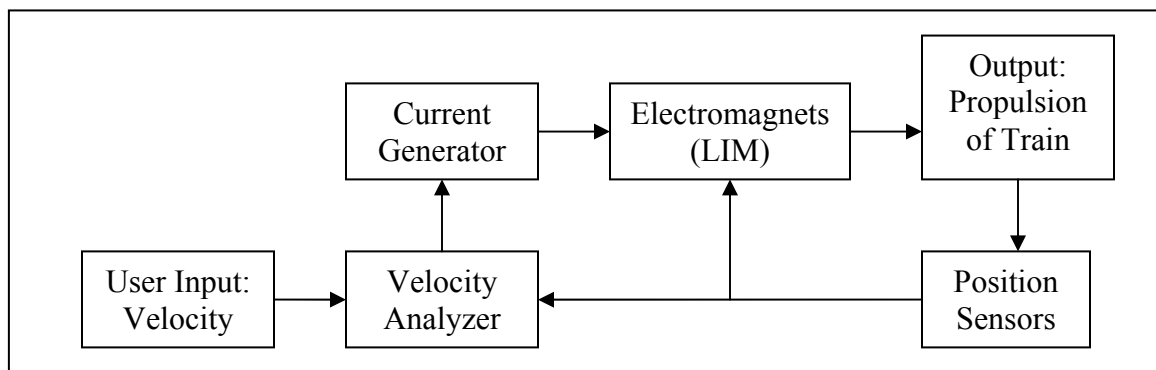 Current
Generator
Electromagnets
(LIM)
Output:
Propulsion
of Train
User Input:
Velocity
Velocity
Analyzer
Position
Sensors